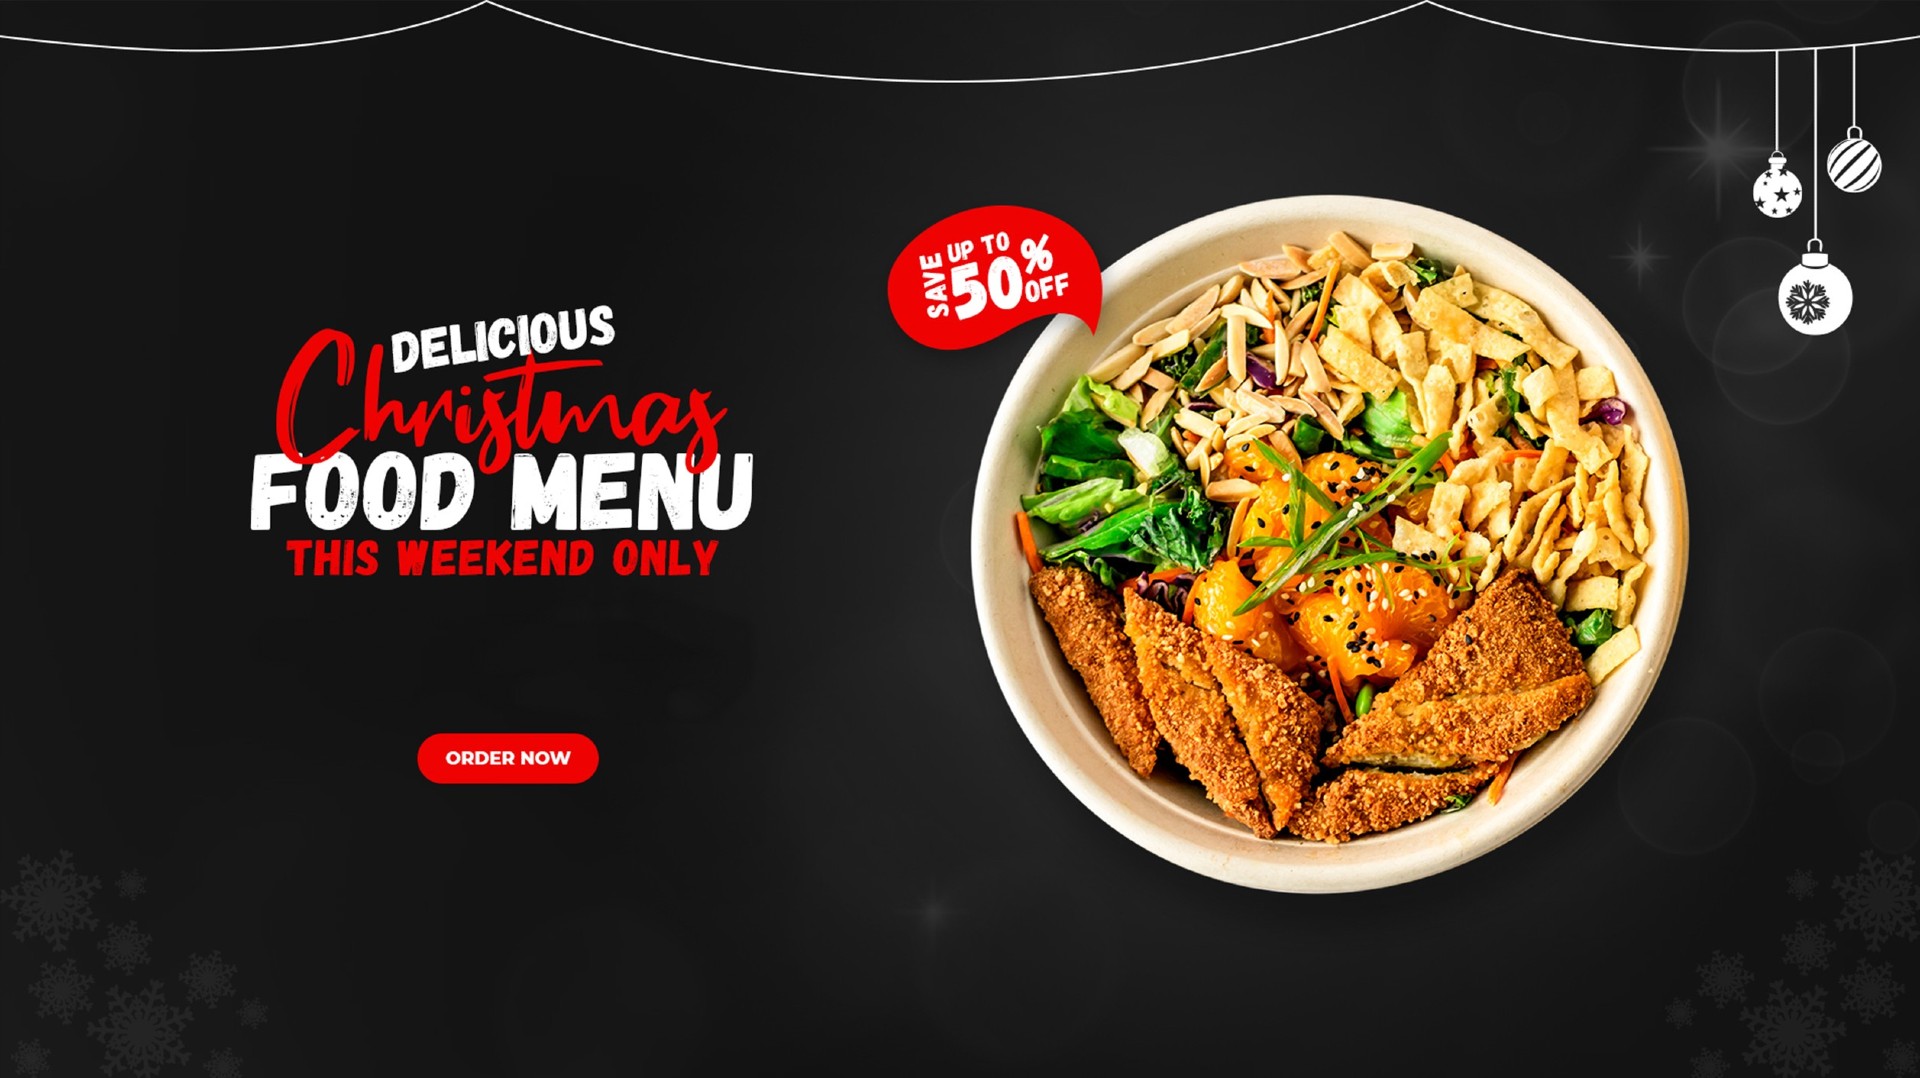 DELICIOUS
Christmas
FOOD MENU
THIS WEEKEND ONLY
ORDER NOW
SAVE
UP TO
50%
OFF